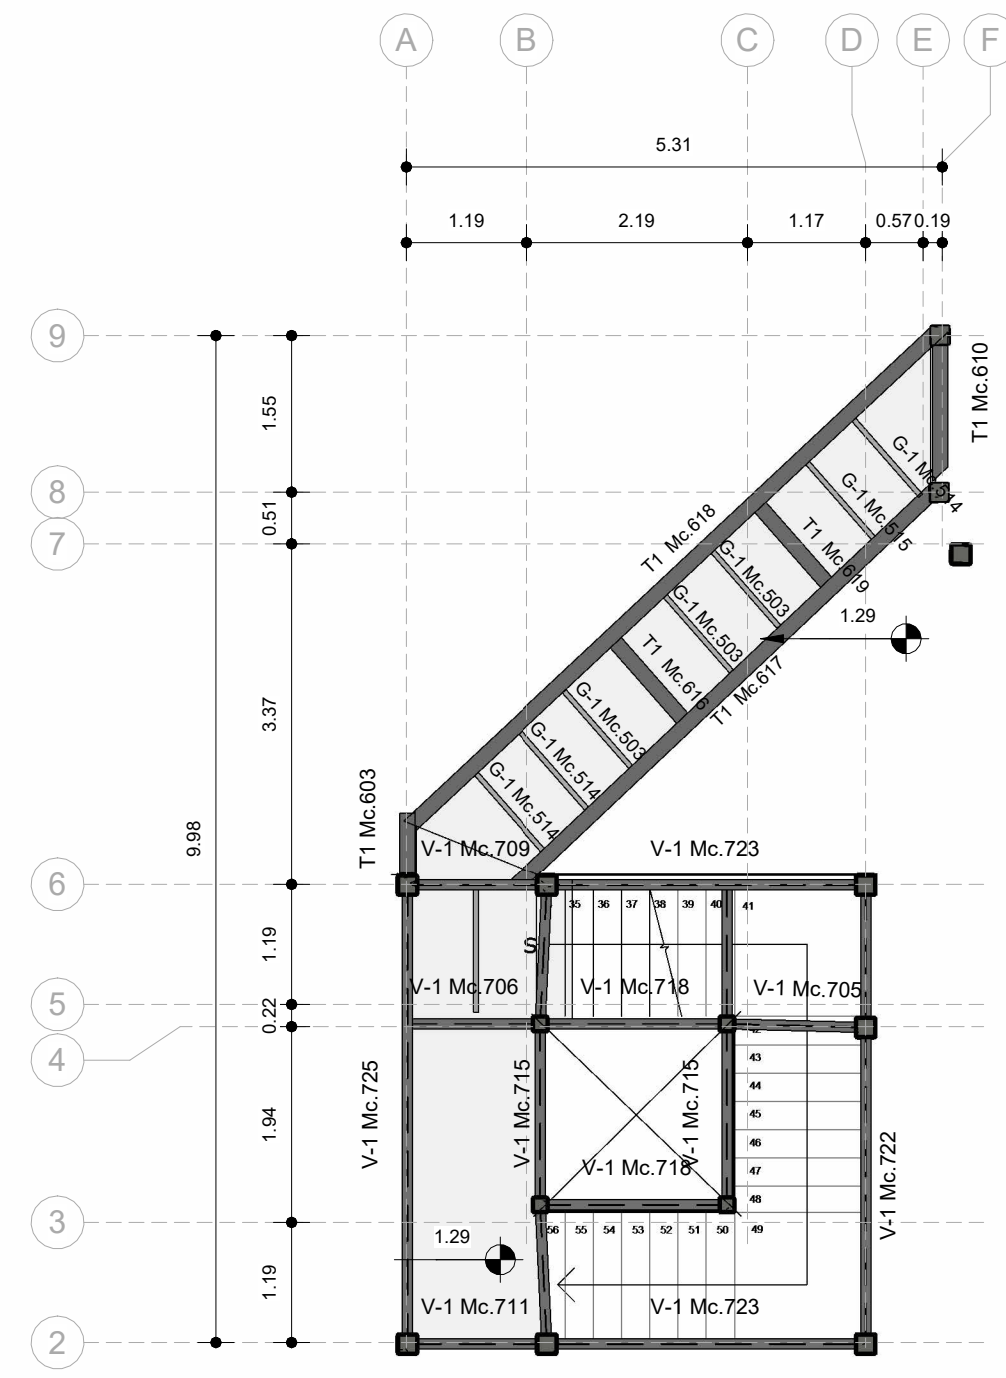 A
B
C
D
E
F
5.31
1.19
2.19
1.17
0.57
0.19
9
8
7
6
5
4
3
2
1.55
0.51
3.37
9.98
1.19
0.22
1.94
1.19
T1 Mc.610
G-1 Mc.514
G-1 Mc.515
T1 Mc.619
T1 Mc.618
G-1 Mc.503
G-1 Mc.503
1.29
T1 Mc.616
T1 Mc.617
G-1 Mc.503
G-1 Mc.514
G-1 Mc.514
T1 Mc.603
V-1 Mc.709
V-1 Mc.723
35
36
37
38
39
40
41
S
V-1 Mc.706
V-1 Mc.718
V-1 Mc.705
42
43
44
45
46
47
48
49
V-1 Mc.725
V-1 Mc.715
V-1 Mc.715
V-1 Mc.718
V-1 Mc.722
56
55
54
53
52
51
50
1.29
V-1 Mc.711
V-1 Mc.723